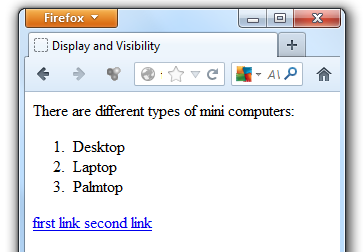 Firefox
Display and Visibility
There are different types of mini computers:
1. Desktop
2. Laptop
3. Palmtop
first link second link